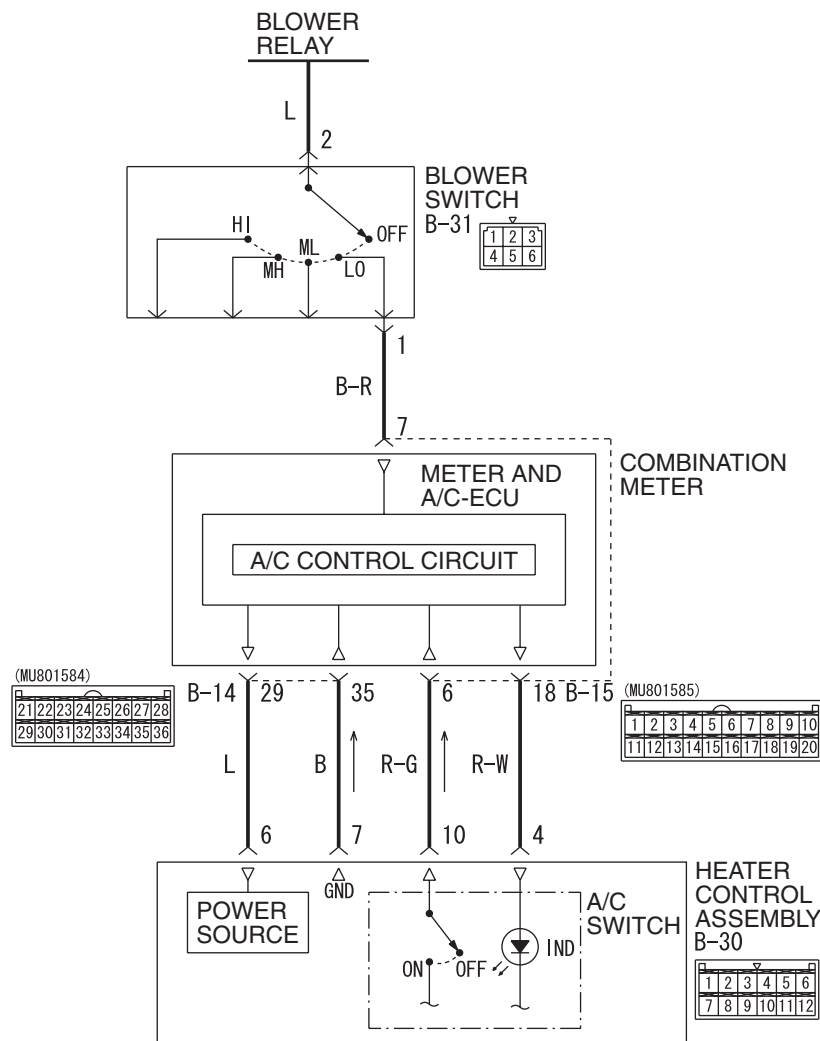 BLOWER
RELAY
L
2
BLOWER
SWITCH
B-31
1 2 3
4 5 6
HI
MH
ML
LO
OFF
1
B-R
7
COMBINATION
METER
METER AND
A/C-ECU
A/C CONTROL CIRCUIT
(MU801584)
21 22 23 24 25 26 27 28
29 30 31 32 33 34 35 36
B-14 29 35 6 18 B-15
(MU801585)
1 2 3 4 5 6 7 8 9 10
11 12 13 14 15 16 17 18 19 20
L B R-G R-W
6 7 10 4
GND
POWER
SOURCE
ON OFF
IND
A/C
SWITCH
HEATER
CONTROL
ASSEMBLY
B-30
1 2 3 4 5 6
7 8 9 10 11 12